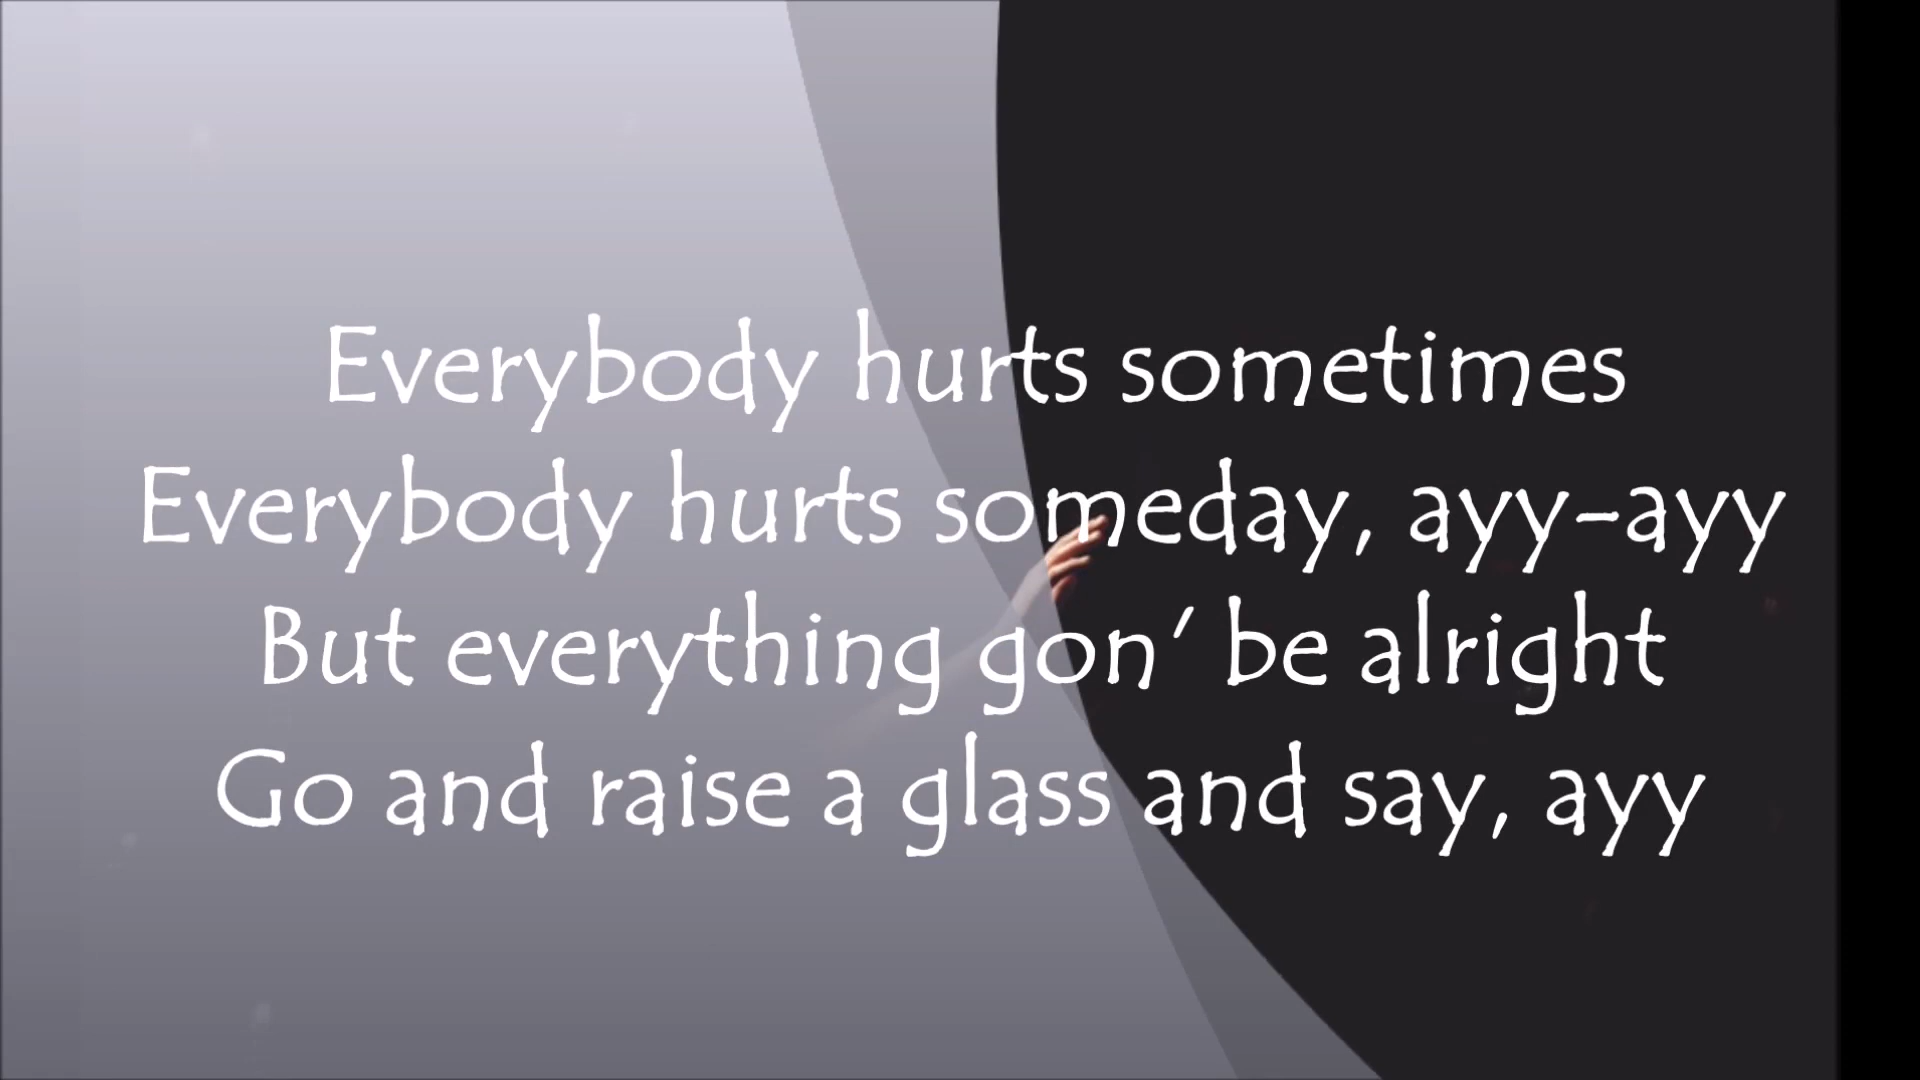 Everybody hurts sometimes
Everybody hurts someday, ayy-ayy
But everything gon’ be alright
Go and raise a glass and say, ayy